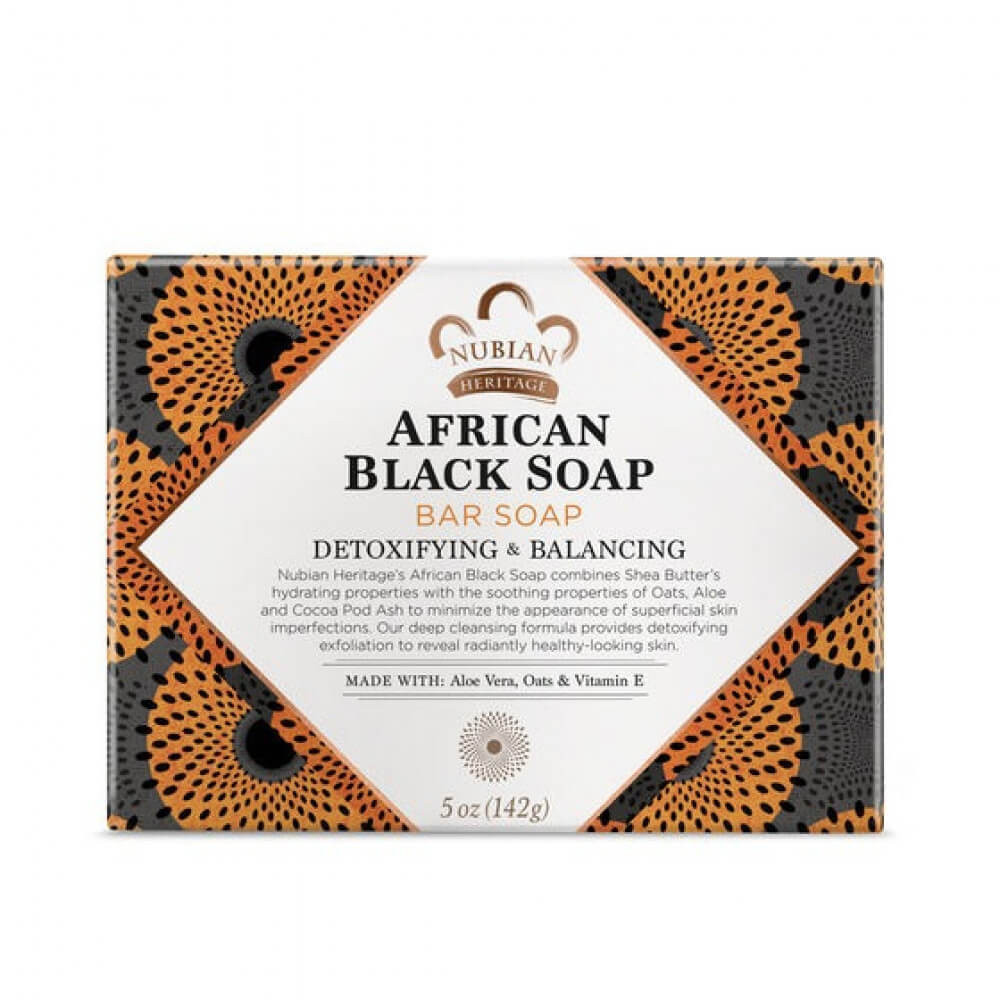 NUBIAN
HERITAGE
AFRICAN
BLACK SOAP
BAR SOAP
DETOXIFYING & BALANCING
Nubian Heritage's African Black Soap combines Shea Butter's
hydrating properties with the soothing properties of Oats, Aloe
and Cocoa Pod Ash to minimize the appearance of superficial skin
imperfections. Our deep cleansing formula provides detoxifying
exfoliation to reveal radiantly healthy-looking skin.
MADE WITH: Aloe Vera, Oats & Vitamin E
5 oz (142g)